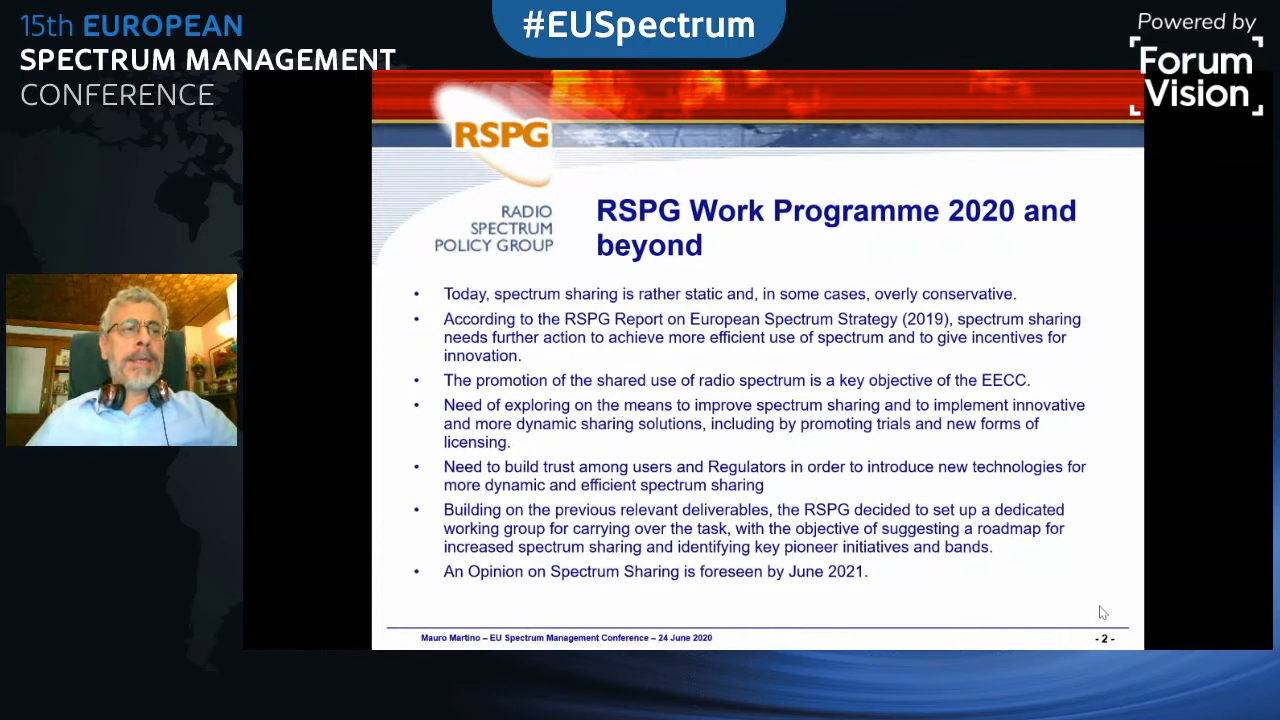 15th EUROPEAN
SPECTRUM MANAGEMENT
CONFERENCE
#EUSpectrum
Powered by
Forum
Vision
RSPG
RADIO
SPECTRUM
POLICY GROUP
RSPG Work Programme 2020 and
beyond
• Today, spectrum sharing is rather static and, in some cases, overly conservative.
• According to the RSPG Report on European Spectrum Strategy (2019), spectrum sharing
needs further action to achieve more efficient use of spectrum and to give incentives for
innovation.
• The promotion of the shared use of radio spectrum is a key objective of the EECC.
• Need of exploring on the means to improve spectrum sharing and to implement innovative
and more dynamic sharing solutions, including by promoting trials and new forms of
licensing.
• Need to build trust among users and Regulators in order to introduce new technologies for
more dynamic and efficient spectrum sharing
• Building on the previous relevant deliverables, the RSPG decided to set up a dedicated
working group for carrying over the task, with the objective of suggesting a roadmap for
increased spectrum sharing and identifying key pioneer initiatives and bands.
• An Opinion on Spectrum Sharing is foreseen by June 2021.
Mauro Martino – EU Spectrum Management Conference – 24 June 2020
- 2 -